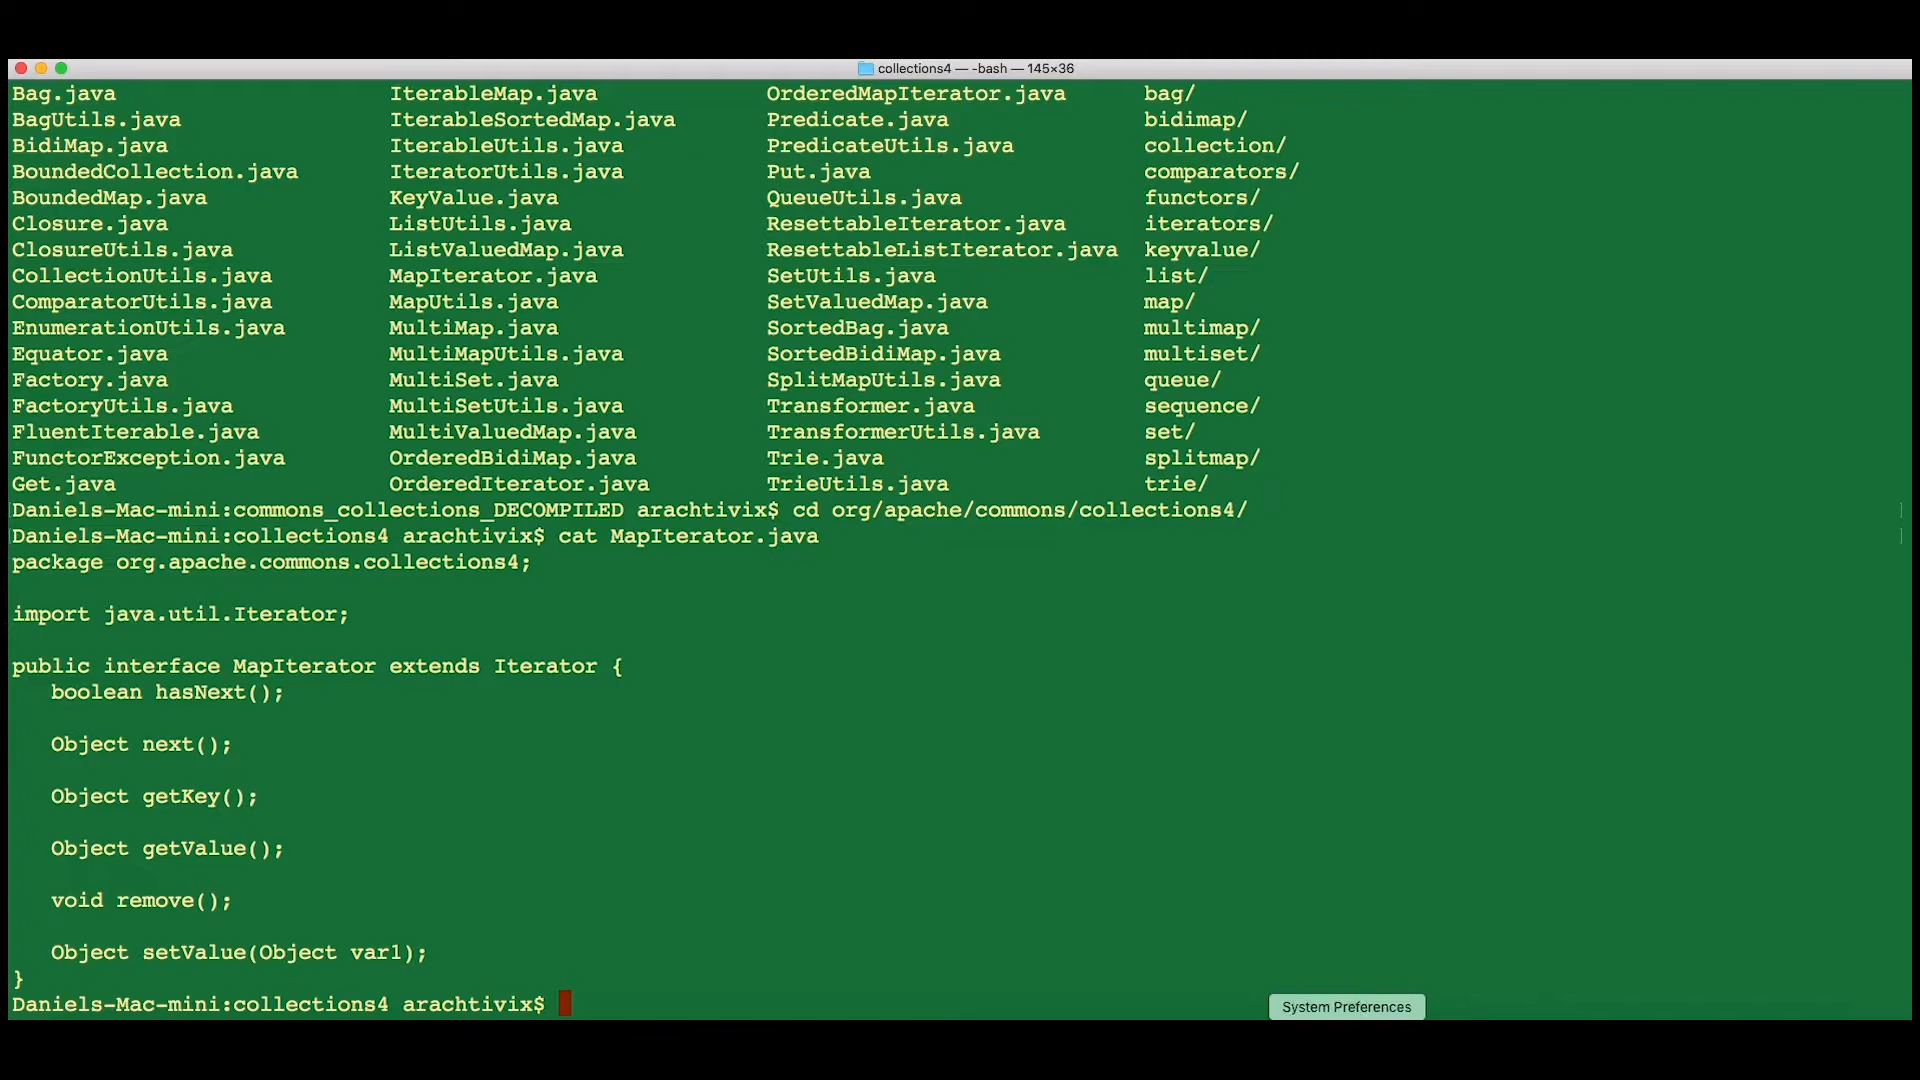 collections4 — -bash — 145×36
Bag.java IterableMap.java OrderedMapIterator.java bag/
BagUtils.java IterableSortedMap.java Predicate.java bidimap/
BidiMap.java IterableUtils.java PredicateUtils.java collection/
BoundedCollection.java IteratorUtils.java Put.java comparators/
BoundedMap.java KeyValue.java QueueUtils.java functors/
Closure.java ListUtils.java ResettableIterator.java iterators/
ClosureUtils.java ListValuedMap.java ResettableListIterator.java keyvalue/
CollectionUtils.java MapIterator.java SetUtils.java list/
ComparatorUtils.java MapUtils.java SetValuedMap.java map/
EnumerationUtils.java MultiMap.java SortedBag.java multimap/
Equator.java MultiMapUtils.java SortedBidiMap.java multiset/
Factory.java MultiSet.java SplitMapUtils.java queue/
FactoryUtils.java MultiSetUtils.java Transformer.java sequence/
FluentIterable.java MultiValuedMap.java TransformerUtils.java set/
FunctorException.java OrderedBidiMap.java Trie.java splitmap/
Get.java OrderedIterator.java TrieUtils.java trie/
Daniels-Mac-mini:commons_collections_DECOMPILED arachtivix$ cd org/apache/commons/collections4/
Daniels-Mac-mini:collections4 arachtivix$ cat MapIterator.java
package org.apache.commons.collections4;
import java.util.Iterator;
public interface MapIterator extends Iterator {
boolean hasNext();
Object next();
Object getKey();
Object getValue();
void remove();
Object setValue(Object var1);
}
Daniels-Mac-mini:collections4 arachtivix$
System Preferences